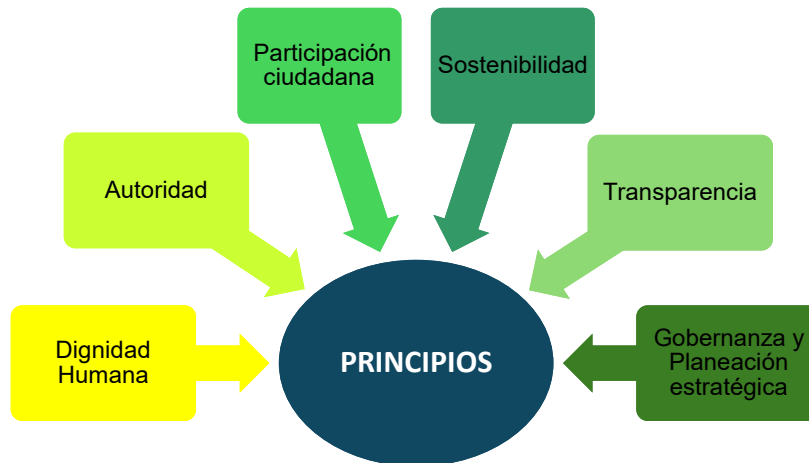 Participación
ciudadana
Sostenibilidad
Autoridad
Transparencia
Dignidad
Humana
PRINCIPIOS
Gobernanza y
Planeación
estratégica